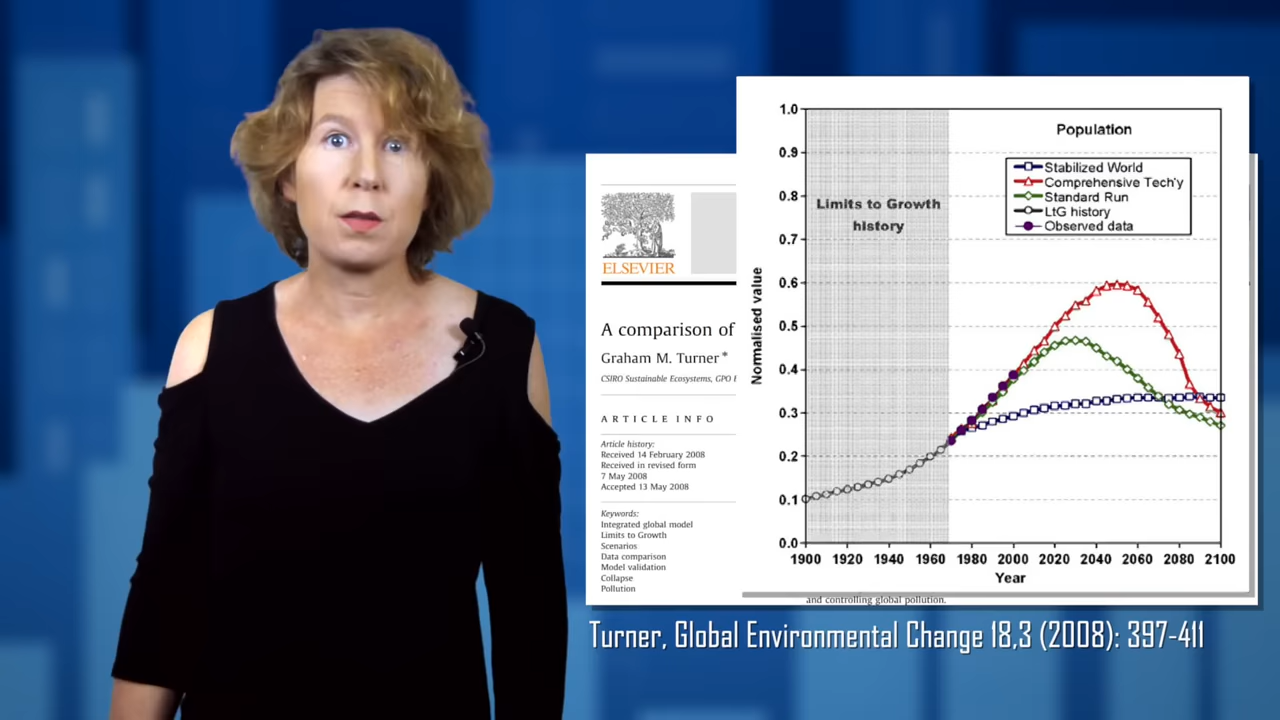 ELSEVIER
A comparison of
Graham M. Turner*
CSIRO Sustainable Ecosystems, GPO
ARTICLE INFO
Article history:
Received 14 February 2008
Received in revised form
7 May 2008
Accepted 13 May 2008
Keywords:
Integrated global model
Limits to Growth
Scenarios
Data comparison
Model validation
Collapse
Pollution
and controlling global pollution.
Population
Stabilized World
Comprehensive Tech'y
Standard Run
LtG history
Observed data
Limits to Growth
history
Normalised value
1.0
0.9
0.8
0.7
0.6
0.5
0.4
0.3
0.2
0.1
0.0
1900 1920 1940 1960 1980 2000 2020 2040 2060 2080 2100
Year
Turner, Global Environmental Change 18,3 (2008): 397-411